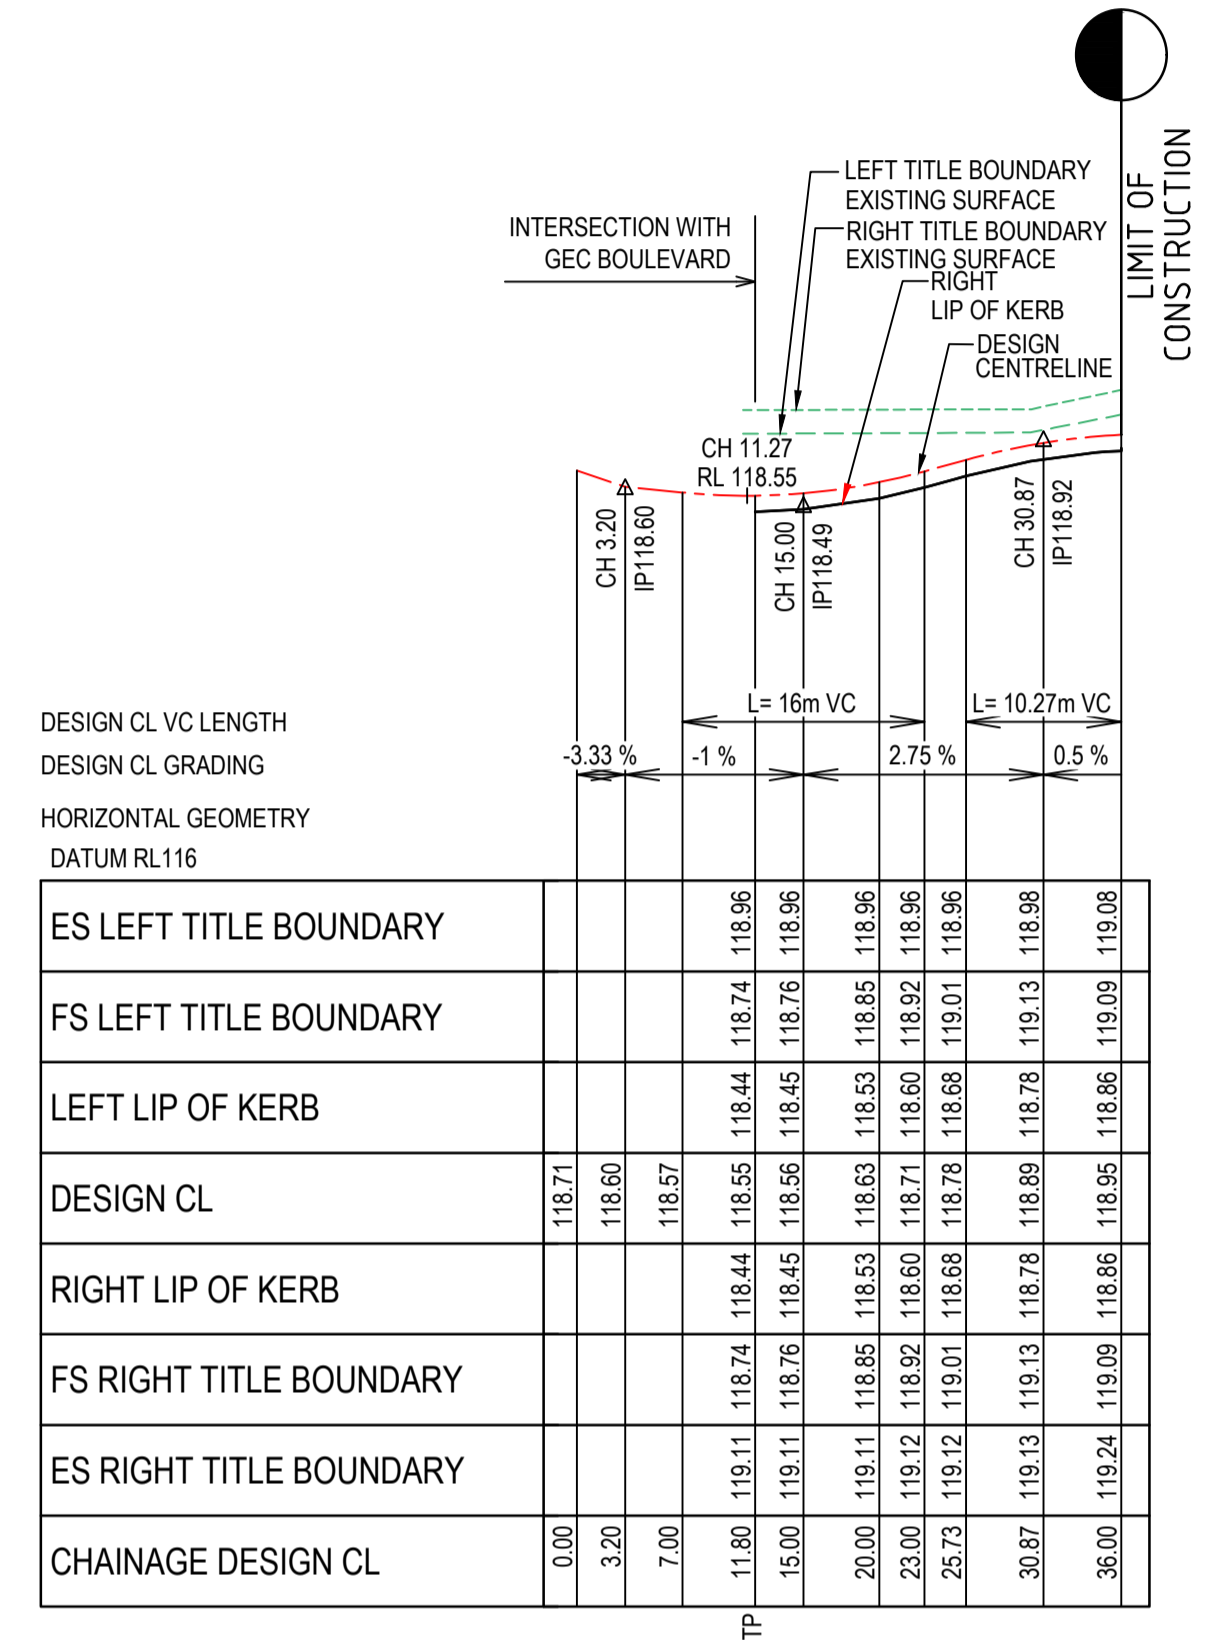 LIMIT OF
CONSTRUCTION
LEFT TITLE BOUNDARY
EXISTING SURFACE
RIGHT TITLE BOUNDARY
EXISTING SURFACE
INTERSECTION WITH
GEC BOULEVARD
RIGHT
LIP OF KERB
DESIGN
CENTRELINE
CH 11.27
RL 118.55
CH 3.20
IP118.60
CH 15.00
IP118.49
CH 30.87
IP118.92
DESIGN CL VC LENGTH
L= 16m VC
L= 10.27m VC
DESIGN CL GRADING
-3.33 %
-1 %
2.75 %
0.5 %
HORIZONTAL GEOMETRY
DATUM RL116
ES LEFT TITLE BOUNDARY 118.96 118.96 118.96 118.96 118.96 118.98 119.08
FS LEFT TITLE BOUNDARY 118.74 118.76 118.85 118.92 119.01 119.13 119.09
LEFT LIP OF KERB 118.44 118.45 118.53 118.60 118.68 118.78 118.86
DESIGN CL 118.71 118.60 118.57 118.55 118.56 118.63 118.71 118.78 118.89 118.95
RIGHT LIP OF KERB 118.44 118.45 118.53 118.60 118.68 118.78 118.86
FS RIGHT TITLE BOUNDARY 118.74 118.76 118.85 118.92 119.01 119.13 119.09
ES RIGHT TITLE BOUNDARY 119.11 119.11 119.11 119.12 119.12 119.13 119.24
CHAINAGE DESIGN CL 0.00 3.20 7.00 11.80 15.00 20.00 23.00 25.73 30.87 36.00
TP